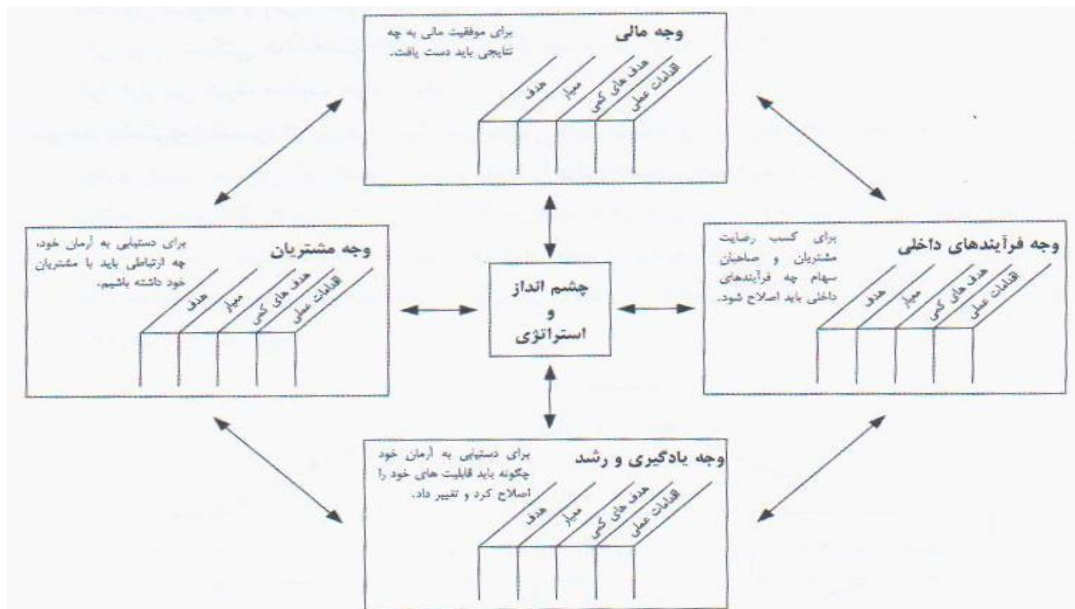 وجه مالی
برای موفقیت مالی به چه
نتایجی باید دست یافت.
هدف
معیار
هدف های کمی
اقدامات عملی
وجه فرآیندهای داخلی
برای کسب رضایت
مشتریان و صاحبان
سهام چه فرآیندهای
داخلی باید اصلاح شود.
هدف
معیار
هدف های کمی
اقدامات عملی
چشم انداز
و
استراتژی
وجه مشتریان
برای دستیابی به آرمان خود،
چه ارتباطی باید با مشتریان
خود داشته باشیم.
هدف
معیار
هدف های کمی
اقدامات عملی
وجه یادگیری و رشد
برای دستیابی به آرمان خود
چگونه باید قابلیت های خود را
اصلاح کرد و تغییر داد.
هدف
معیار
هدف های کمی
اقدامات عملی